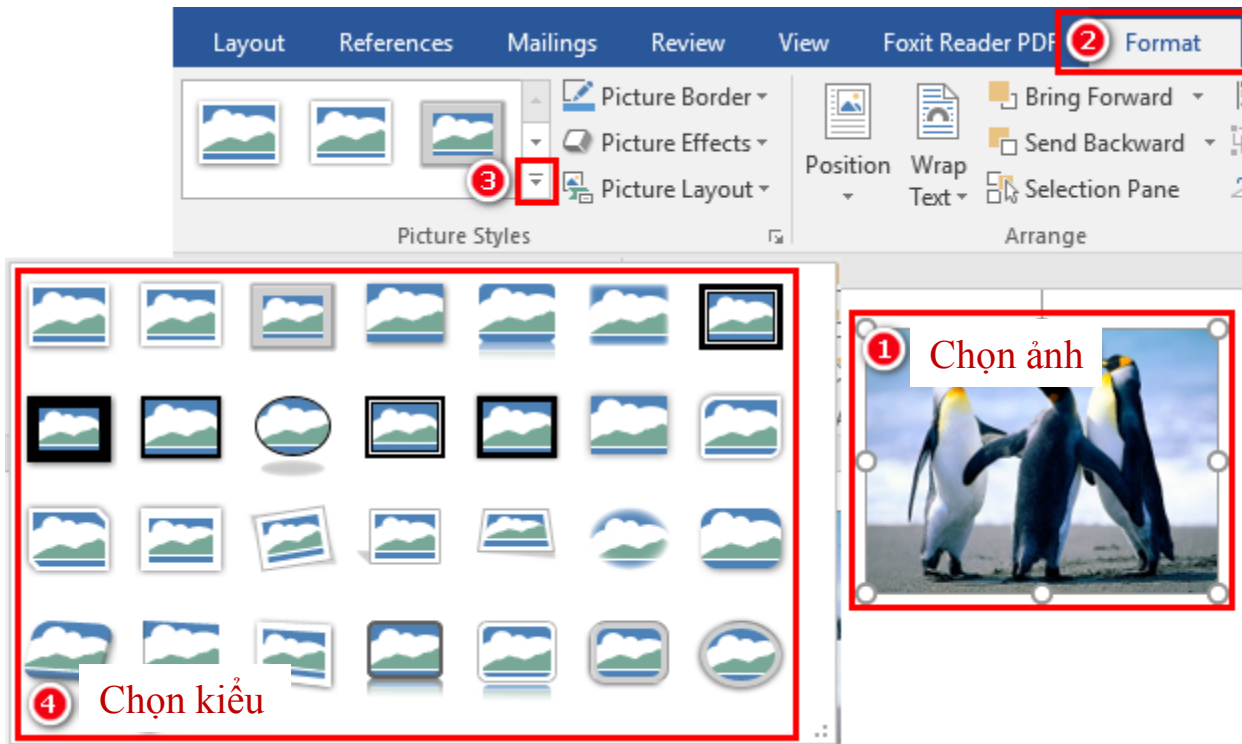 Layout References Mailings Review View Foxit Reader PDF 2 Format
Picture Border
Bring Forward
Picture Effects
Send Backward
Position Wrap
Text
3
Picture Layout
Selection Pane
Picture Styles
Arrange
1 Chọn ảnh
4 Chọn kiểu